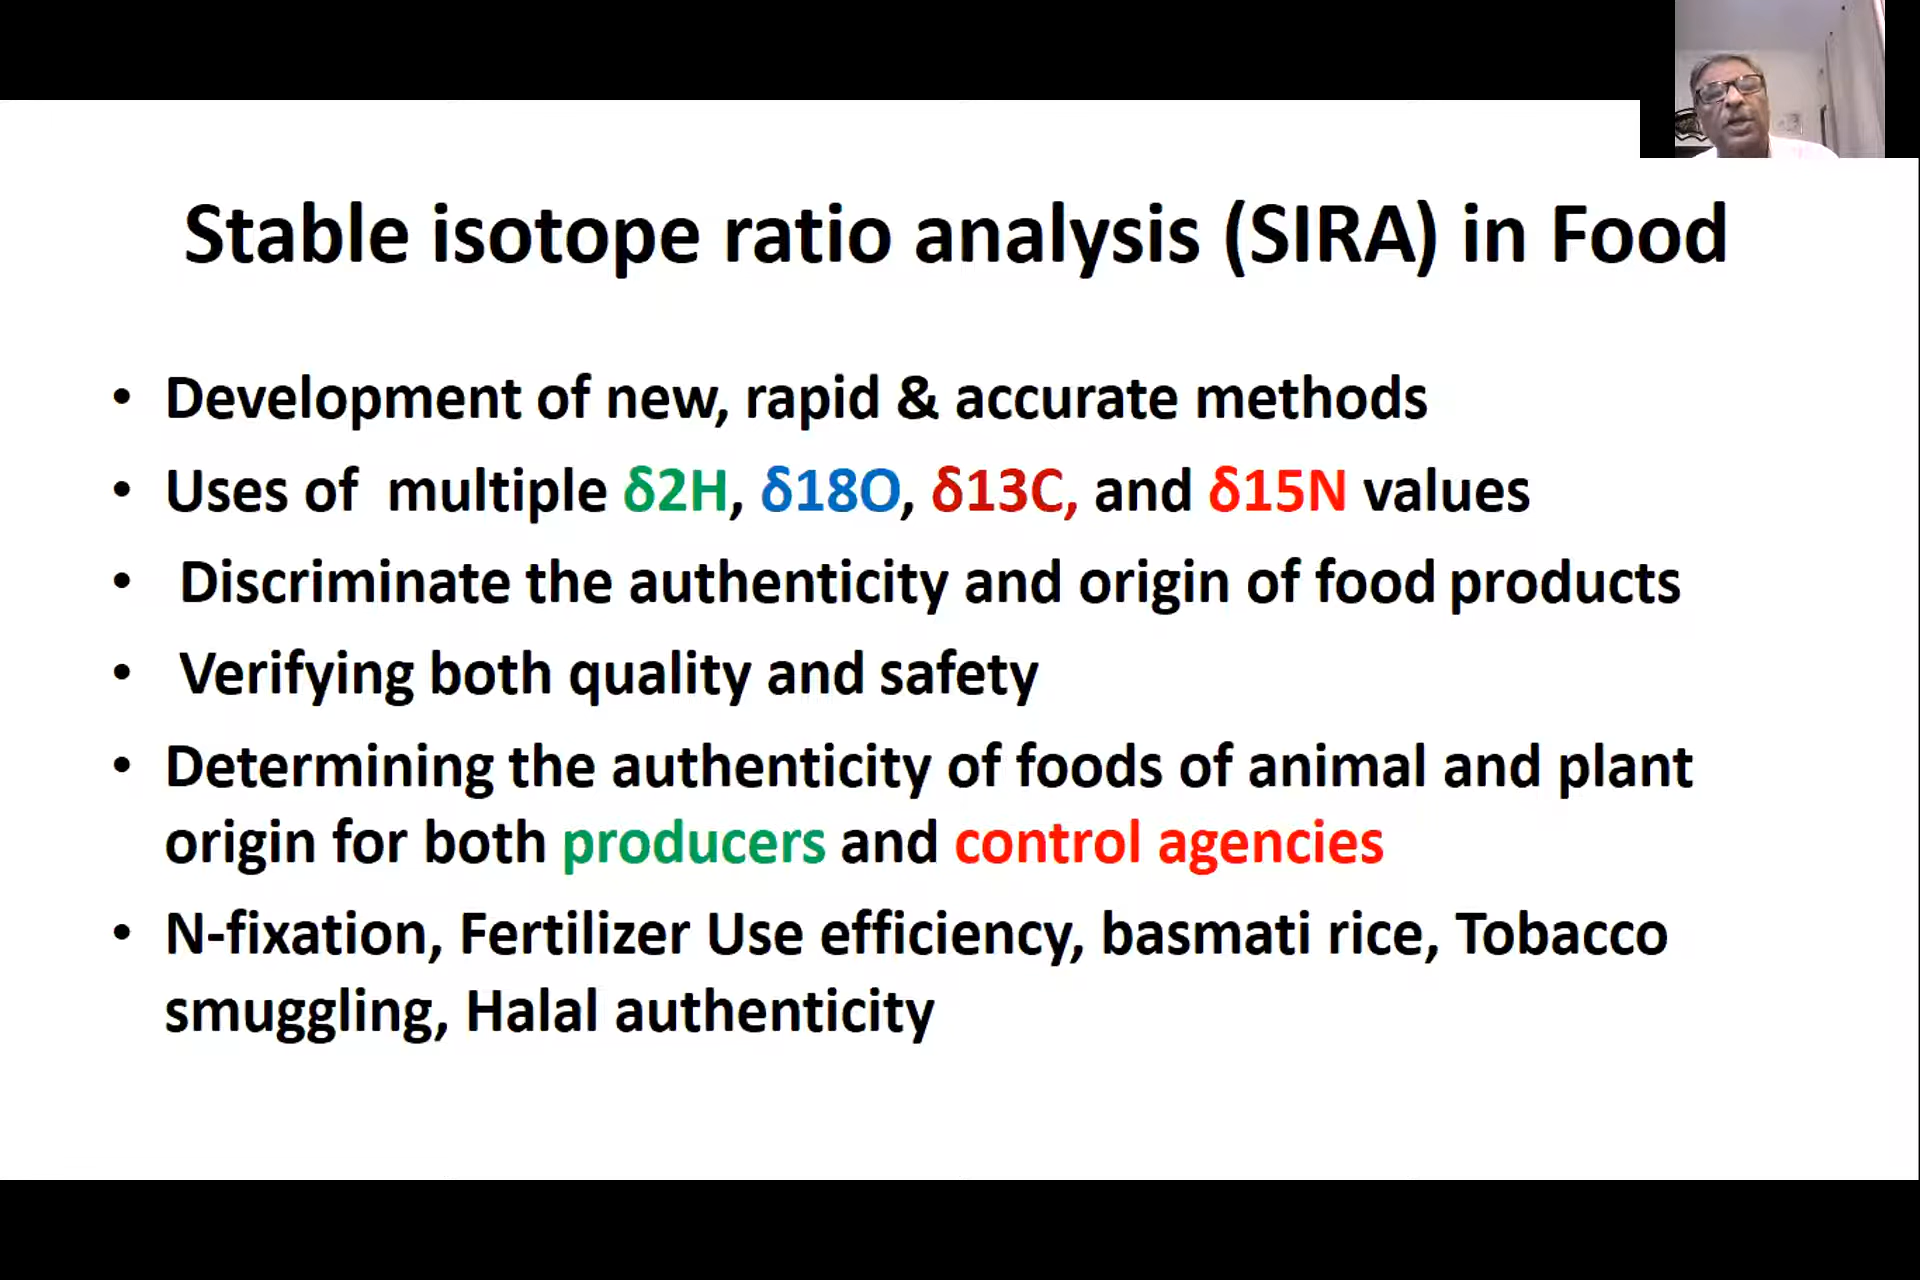 Stable isotope ratio analysis (SIRA) in Food
• Development of new, rapid & accurate methods
• Uses of multiple δ2H, δ18O, δ13C, and δ15N values
• Discriminate the authenticity and origin of food products
• Verifying both quality and safety
• Determining the authenticity of foods of animal and plant
origin for both producers and control agencies
• N-fixation, Fertilizer Use efficiency, basmati rice, Tobacco
smuggling, Halal authenticity